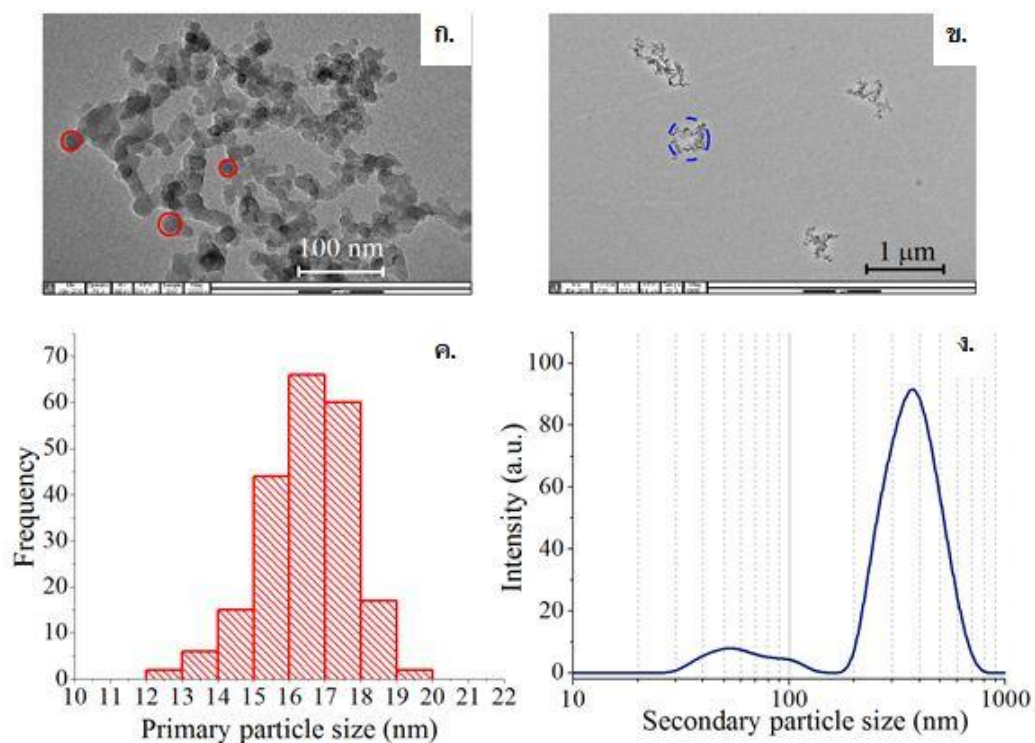 ก.
100 nm
ข.
1 μm
ค.
70
60
50
40
30
20
10
0
Frequency
10 11 12 13 14 15 16 17 18 19 20 21 22
Primary particle size (nm)
ง.
100
80
60
40
20
0
Intensity (a.u.)
10 100 1000
Secondary particle size (nm)